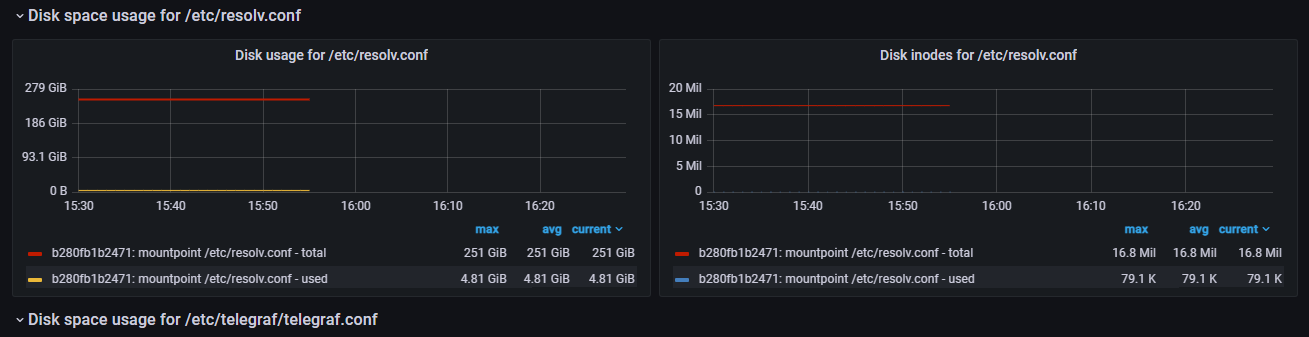 Disk space usage for /etc/resolv.conf
Disk usage for /etc/resolv.conf
279 GiB
186 GiB
93.1 GiB
0 B
15:30 15:40 15:50 16:00 16:10 16:20
max avg current
b280fb1b2471: mountpoint /etc/resolv.conf - total 251 GiB 251 GiB 251 GiB
b280fb1b2471: mountpoint /etc/resolv.conf - used 4.81 GiB 4.81 GiB 4.81 GiB
Disk inodes for /etc/resolv.conf
20 Mil
15 Mil
10 Mil
5 Mil
0
15:30 15:40 15:50 16:00 16:10 16:20
max avg current
b280fb1b2471: mountpoint /etc/resolv.conf - total 16.8 Mil 16.8 Mil 16.8 Mil
b280fb1b2471: mountpoint /etc/resolv.conf - used 79.1 K 79.1 K 79.1 K
Disk space usage for /etc/telegraf/telegraf.conf